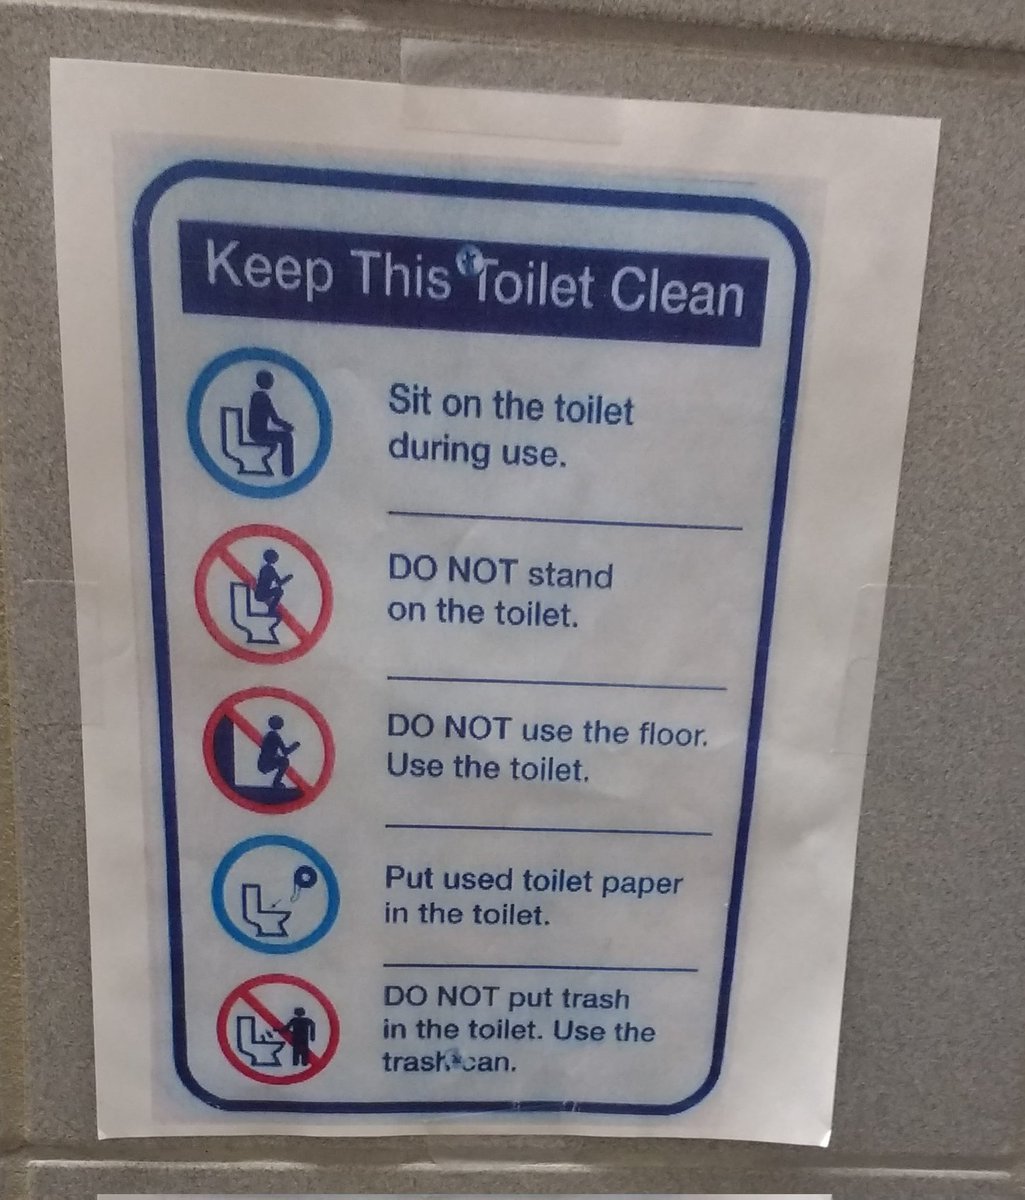 Keep This Toilet Clean
Sit on the toilet
during use.
DO NOT stand
on the toilet.
DO NOT use the floor.
Use the toilet.
Put used toilet paper
in the toilet.
DO NOT put trash
in the toilet. Use the
trash can.